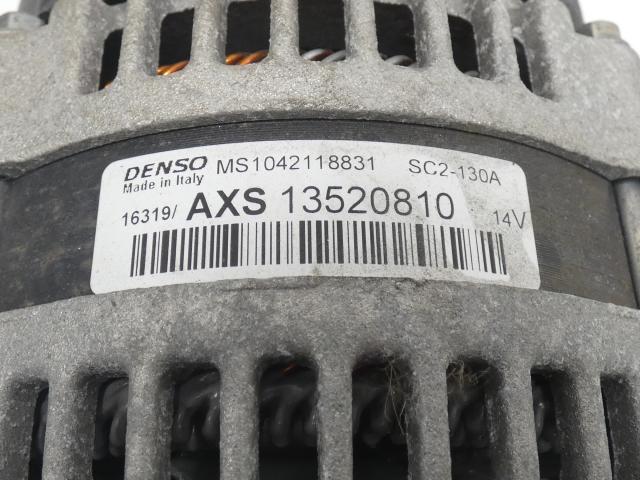 DENSO MS1042118831 SC2-130A
Made in Italy
16319/ AXS 13520810 14V